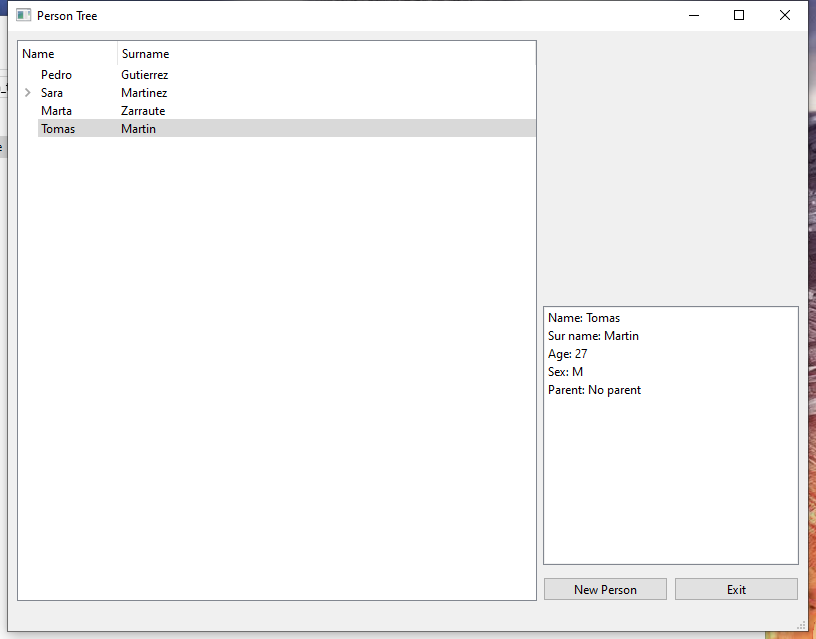 Person Tree
Name Surname
Pedro Gutierrez
Sara Martinez
Marta Zarraute
Tomas Martin
Name: Tomas
Sur name: Martin
Age: 27
Sex: M
Parent: No parent
New Person Exit